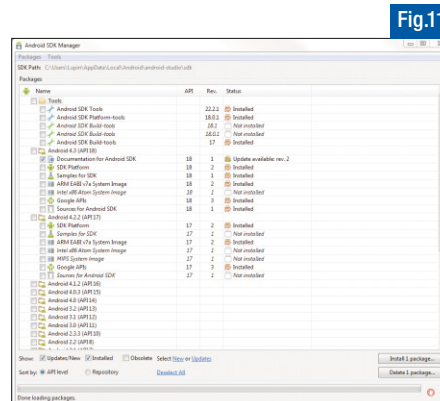 Fig.11
Android SDK Manager
Packages Tools
SDK Path: C:\Users\Lupin\AppData\Local\Android\android-studio\sdk
Packages
Name API Rev. Status
Tools
Android SDK Tools 22.2.1 Installed
Android SDK Platform-tools 18.0.1 Installed
Android SDK Build-tools 18.1 Not installed
Android SDK Build-tools 18.0.1 Not installed
Android SDK Build-tools 17 Installed
Android 4.3 (API 18)
Documentation for Android SDK 18 1 Update available: rev. 2
SDK Platform 18 2 Installed
Samples for SDK 18 1 Installed
ARM EABI v7a System Image 18 2 Installed
Intel x86 Atom System Image 18 1 Not installed
Google APIs 18 3 Installed
Sources for Android SDK 18 1 Installed
Android 4.2.2 (API 17)
SDK Platform 17 2 Installed
Samples for SDK 17 1 Not installed
ARM EABI v7a System Image 17 2 Installed
Intel x86 Atom System Image 17 1 Not installed
MIPS System Image 17 1 Not installed
Google APIs 17 3 Installed
Sources for Android SDK 17 1 Not installed
Android 4.1.2 (API 16)
Android 4.0.3 (API 15)
Android 4.0 (API 14)
Android 3.2 (API 13)
Android 3.1 (API 12)
Android 3.0 (API 11)
Android 2.3.3 (API 10)
Android 2.2 (API 8)
Show: Updates/New Installed Obsolete Select New or Updates Install 1 package...
Sort by: API level Repository Deselect All Delete 1 package...
Done loading packages.